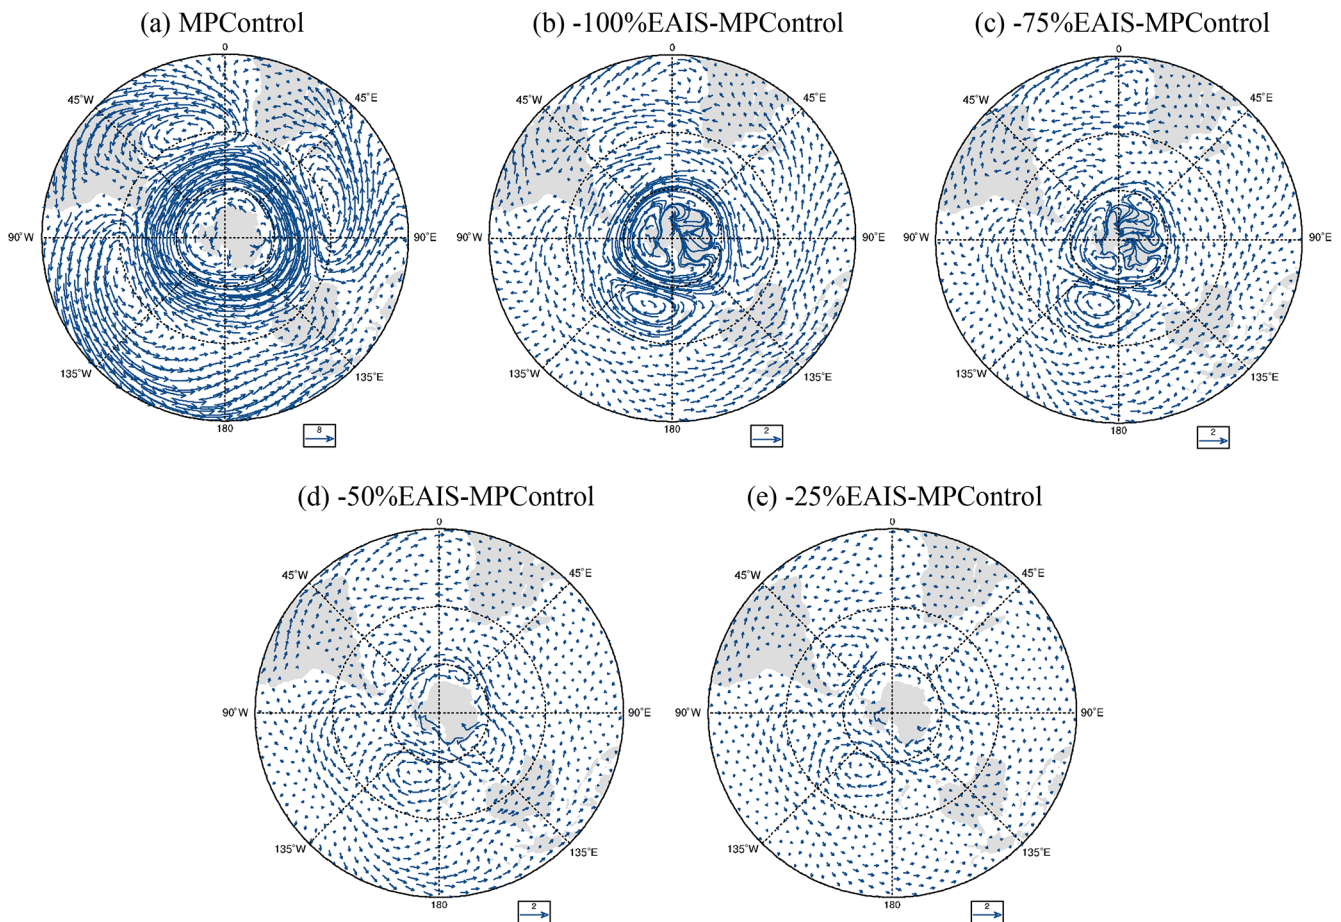 (a) MPControl
(b) -100%EAIS-MPControl
(c) -75%EAIS-MPControl
0
0
0
45°W
45°E
45°W
45°E
45°W
45°E
90°W
90°E
90°W
90°E
90°W
90°E
135°W
135°E
135°W
135°E
135°W
135°E
180
180
180
8
2
2
(d) -50%EAIS-MPControl
(e) -25%EAIS-MPControl
0
0
45°W
45°E
45°W
45°E
90°W
90°E
90°W
90°E
135°W
135°E
135°W
135°E
180
180
2
2